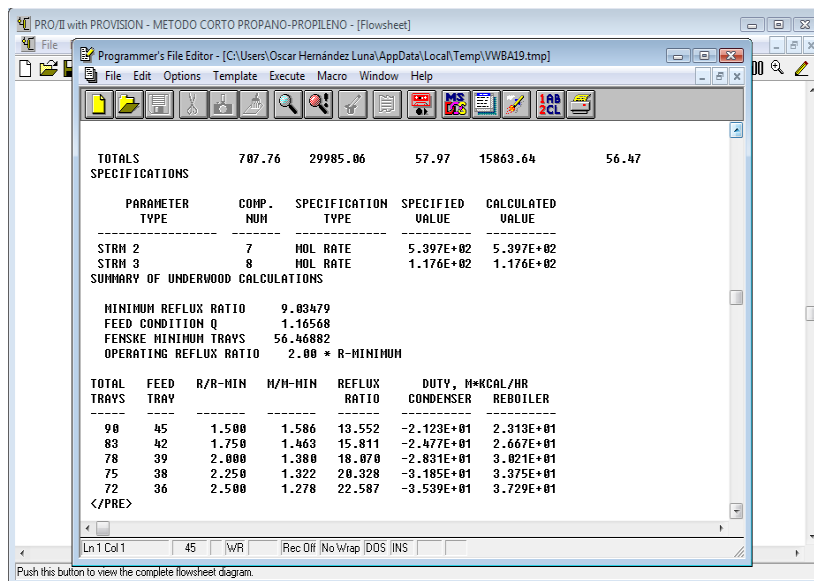 PRO/II with PROVISION - METODO CORTO PROPANO-PROPILENO - [Flowsheet]
File
Programmer's File Editor - [C:\Users\Oscar Hernández Luna\AppData\Local\Temp\VWBA19.tmp]
File Edit Options Template Execute Macro Window Help
MS DOS
1AB 2CL
TOTALS 707.76 29985.06 57.97 15863.64 56.47
SPECIFICATIONS
PARAMETER COMP. SPECIFICATION SPECIFIED CALCULATED
TYPE NUM TYPE VALUE VALUE
----------------- ------- ------------- ---------- ----------
STRM 2 7 MOL RATE 5.397E+02 5.397E+02
STRM 3 8 MOL RATE 1.176E+02 1.176E+02
SUMMARY OF UNDERWOOD CALCULATIONS
MINIMUM REFLUX RATIO 9.03479
FEED CONDITION Q 1.16568
FENSKE MINIMUM TRAYS 56.46882
OPERATING REFLUX RATIO 2.00 * R-MINIMUM
TOTAL FEED R/R-MIN M/M-MIN REFLUX DUTY, M*KCAL/HR
TRAYS TRAY RATIO CONDENSER REBOILER
----- ---- ------- ------- ------ ---------- ----------
90 45 1.500 1.586 13.552 -2.123E+01 2.313E+01
83 42 1.750 1.463 15.811 -2.477E+01 2.667E+01
78 39 2.000 1.380 18.070 -2.831E+01 3.021E+01
75 38 2.250 1.322 20.328 -3.185E+01 3.375E+01
72 36 2.500 1.278 22.587 -3.539E+01 3.729E+01
</PRE>
Ln 1 Col 1 45 WR Rec Off No Wrap DOS INS
Push this button to view the complete flowsheet diagram.